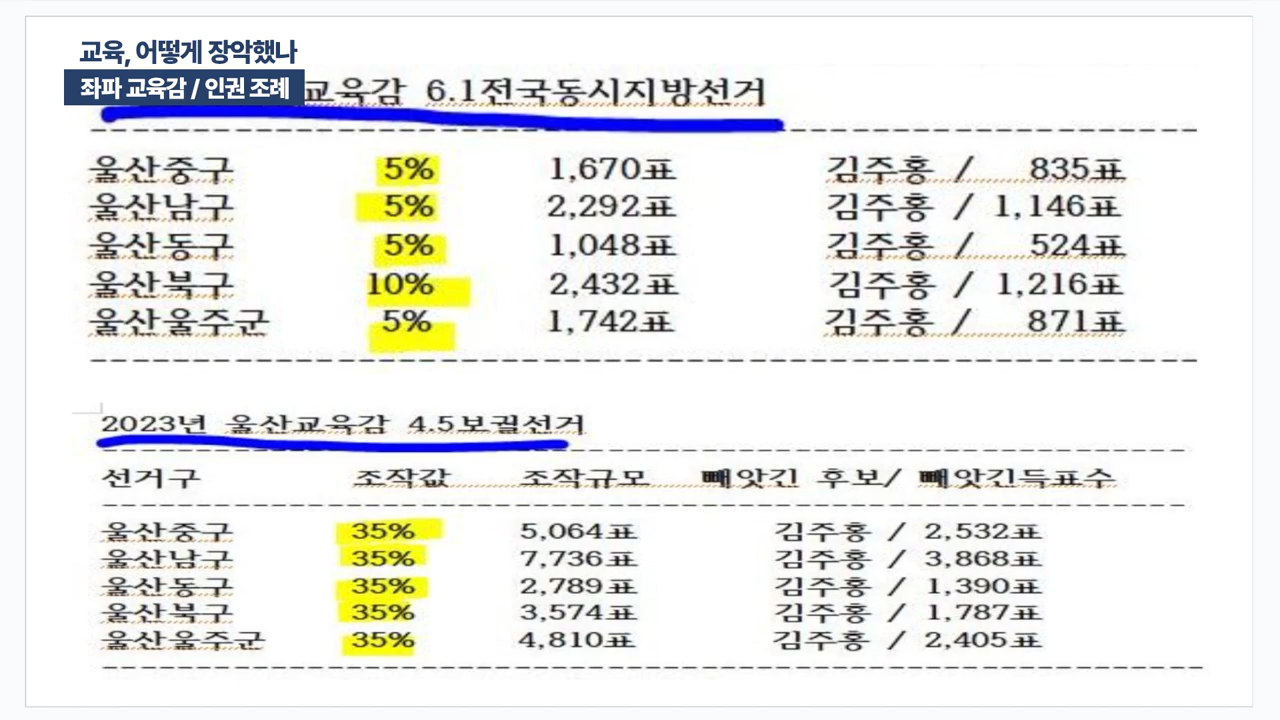 교육, 어떻게 장악했나
좌파 교육감 / 인권 조례
교육감 6.1전국동시지방선거
울산중구 5% 1,670표 김주홍 / 835표
울산남구 5% 2,292표 김주홍 / 1,146표
울산동구 5% 1,048표 김주홍 / 524표
울산북구 10% 2,432표 김주홍 / 1,216표
울산울주군 5% 1,742표 김주홍 / 871표
2023년 울산교육감 4.5보궐선거
선거구 조작값 조작규모 빼앗긴 후보/ 빼앗긴득표수
울산중구 35% 5,064표 김주홍 / 2,532표
울산남구 35% 7,736표 김주홍 / 3,868표
울산동구 35% 2,789표 김주홍 / 1,390표
울산북구 35% 3,574표 김주홍 / 1,787표
울산울주군 35% 4,810표 김주홍 / 2,405표